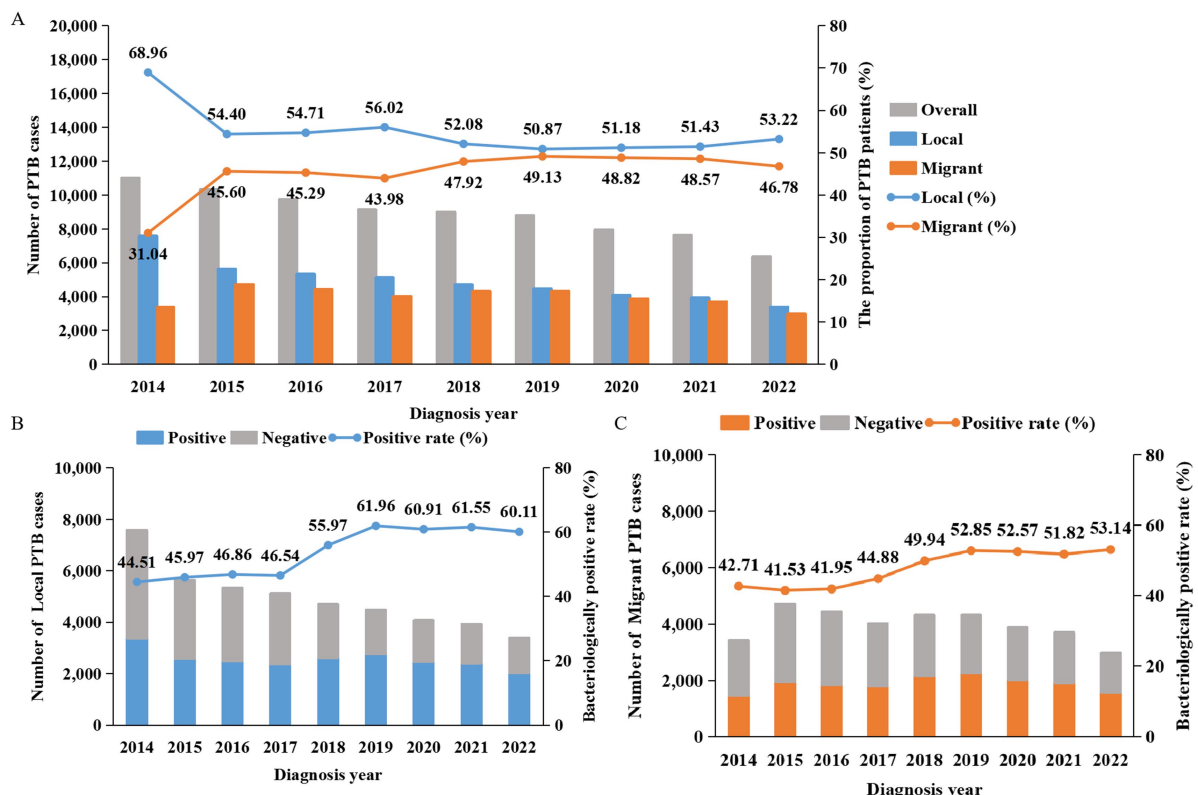 A
20,000
18,000
16,000
14,000
12,000
10,000
8,000
6,000
4,000
2,000
0
Number of PTB cases
68.96
54.40
54.71
56.02
52.08
50.87
51.18
51.43
53.22
31.04
45.60
45.29
43.98
47.92
49.13
48.82
48.57
46.78
80
70
60
50
40
30
20
10
0
The proportion of PTB patients (%)
Overall
Local
Migrant
Local (%)
Migrant (%)
2014 2015 2016 2017 2018 2019 2020 2021 2022
Diagnosis year
B
Positive Negative Positive rate (%)
10,000
8,000
6,000
4,000
2,000
0
Number of Local PTB cases
44.51 45.97 46.86 46.54 55.97 61.96 60.91 61.55 60.11
80
60
40
20
0
Bacteriologically positive rate (%)
2014 2015 2016 2017 2018 2019 2020 2021 2022
Diagnosis year
C
Positive Negative Positive rate (%)
10,000
8,000
6,000
4,000
2,000
0
Number of Migrant PTB cases
42.71 41.53 41.95 44.88 49.94 52.85 52.57 51.82 53.14
80
60
40
20
0
Bacteriologically positive rate (%)
2014 2015 2016 2017 2018 2019 2020 2021 2022
Diagnosis year